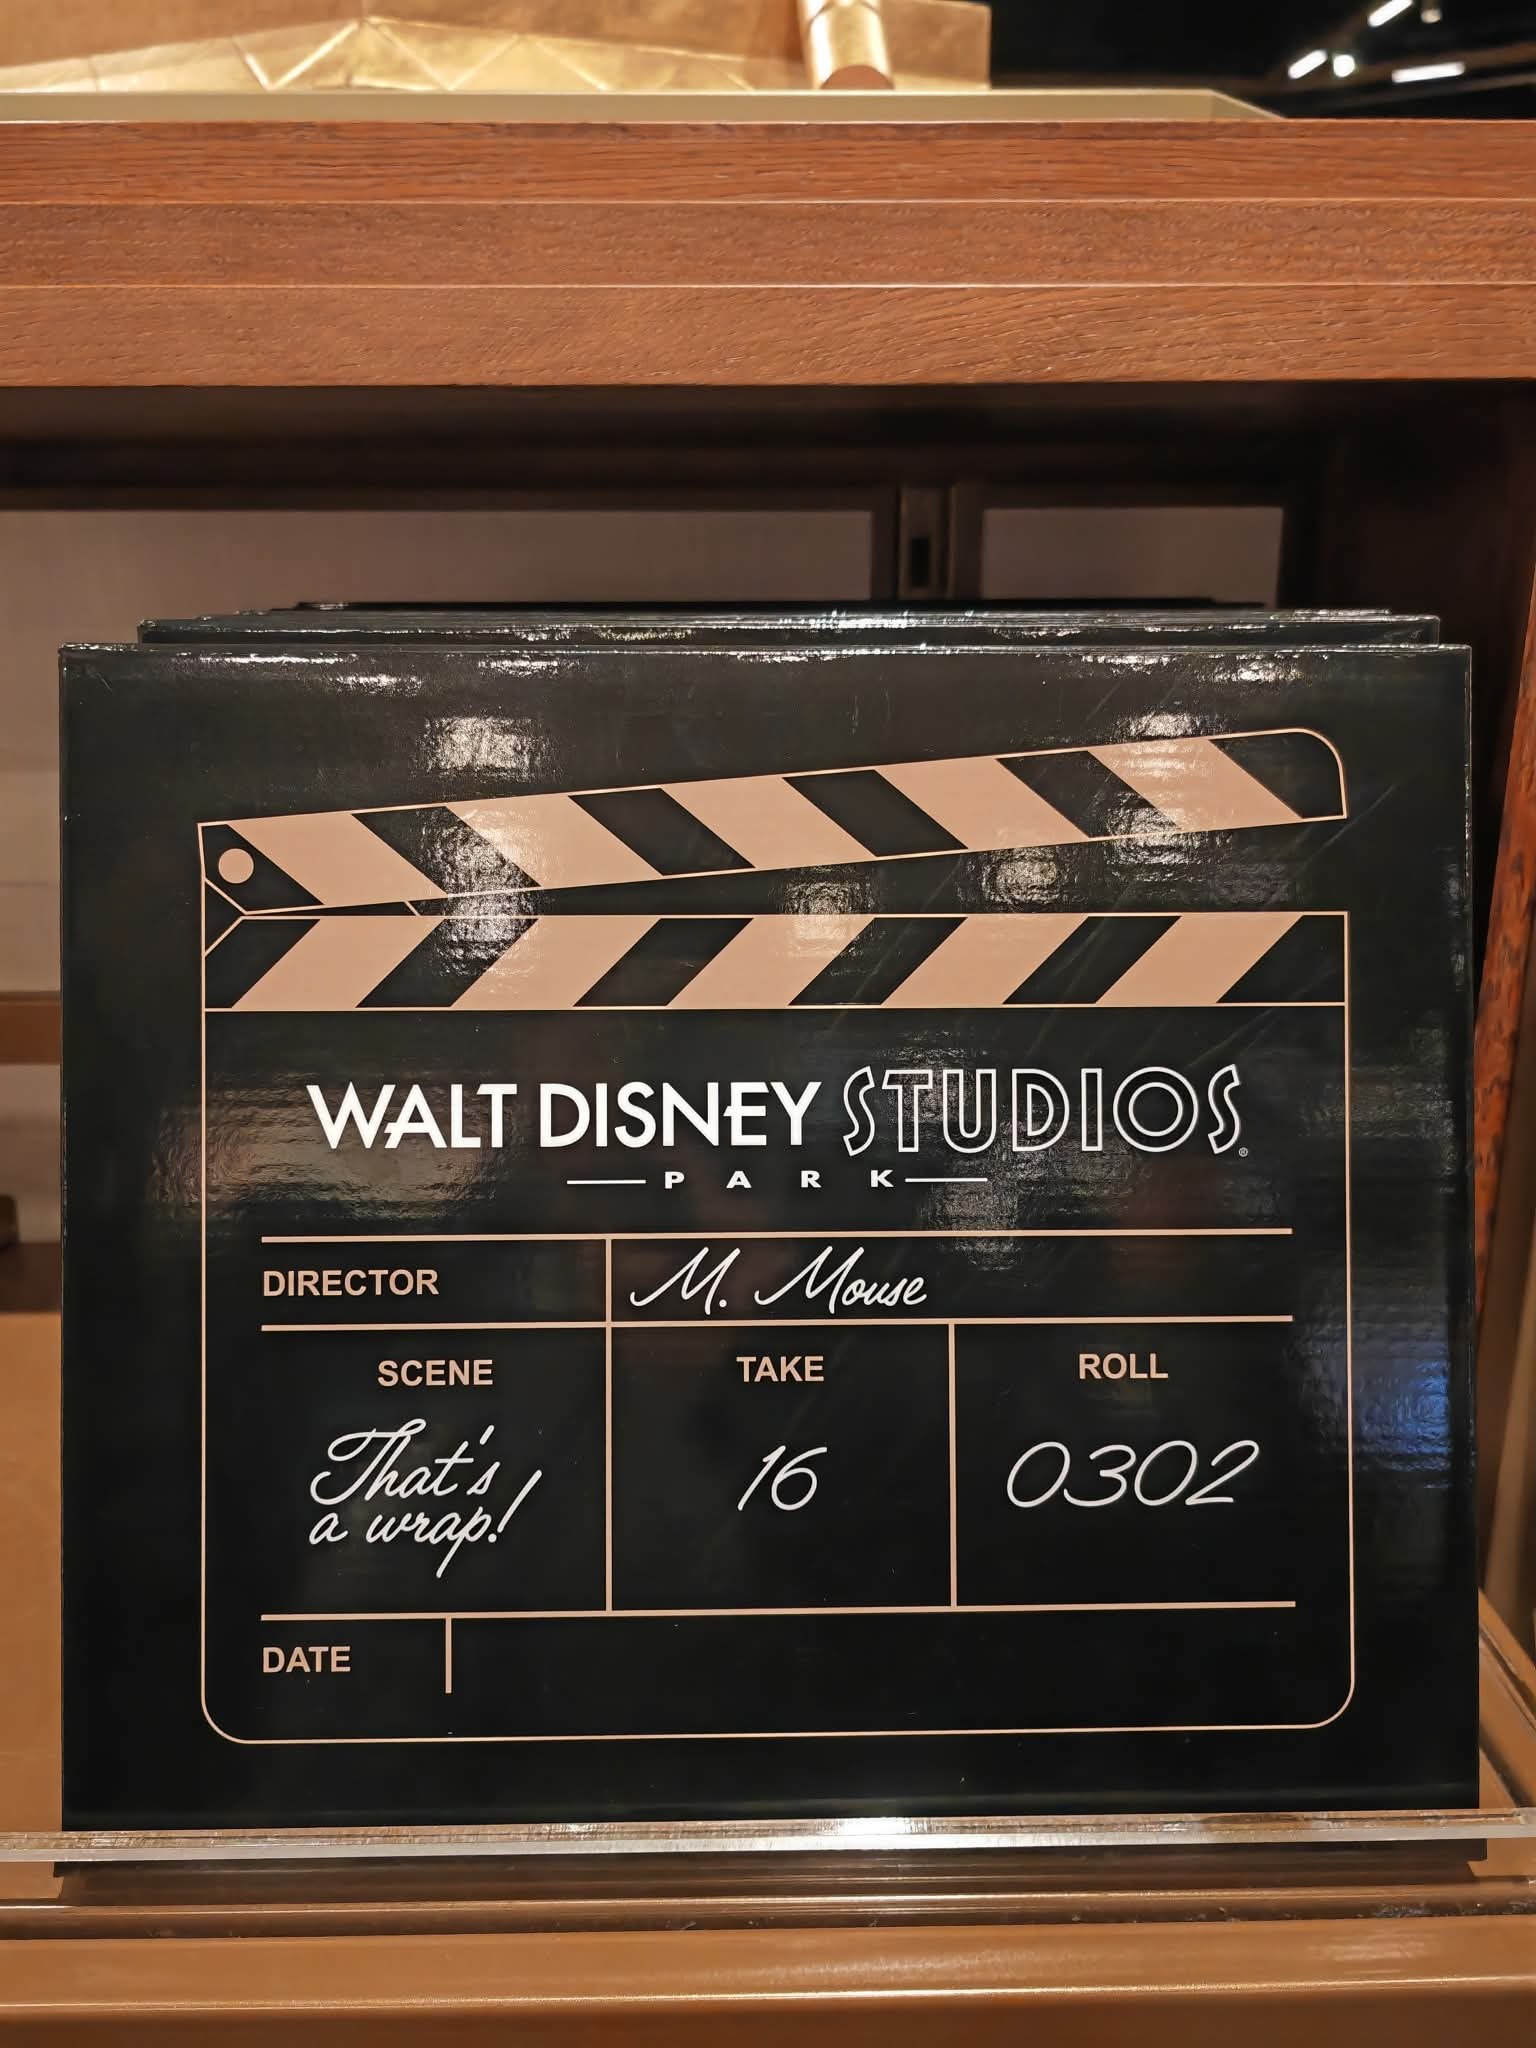 WALT DISNEY STUDIOS®
PARK
DIRECTOR M. Mouse
SCENE TAKE ROLL
That's
a wrap! 16 0302
DATE